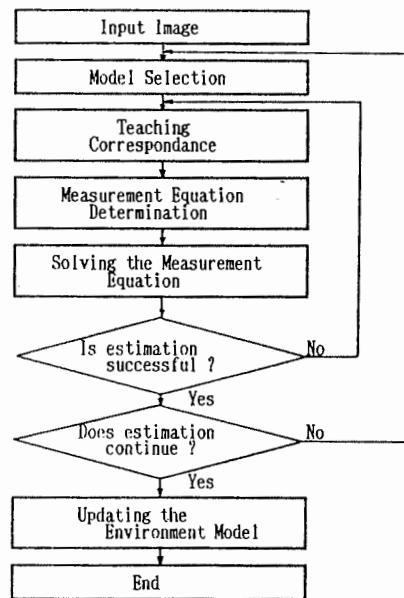 Input Image
Model Selection
Teaching
Correspondance
Measurement Equation
Determination
Solving the Measurement
Equation
Is estimation
successful ?
No
Yes
Does estimation
continue ?
No
Yes
Updating the
Environment Model
End